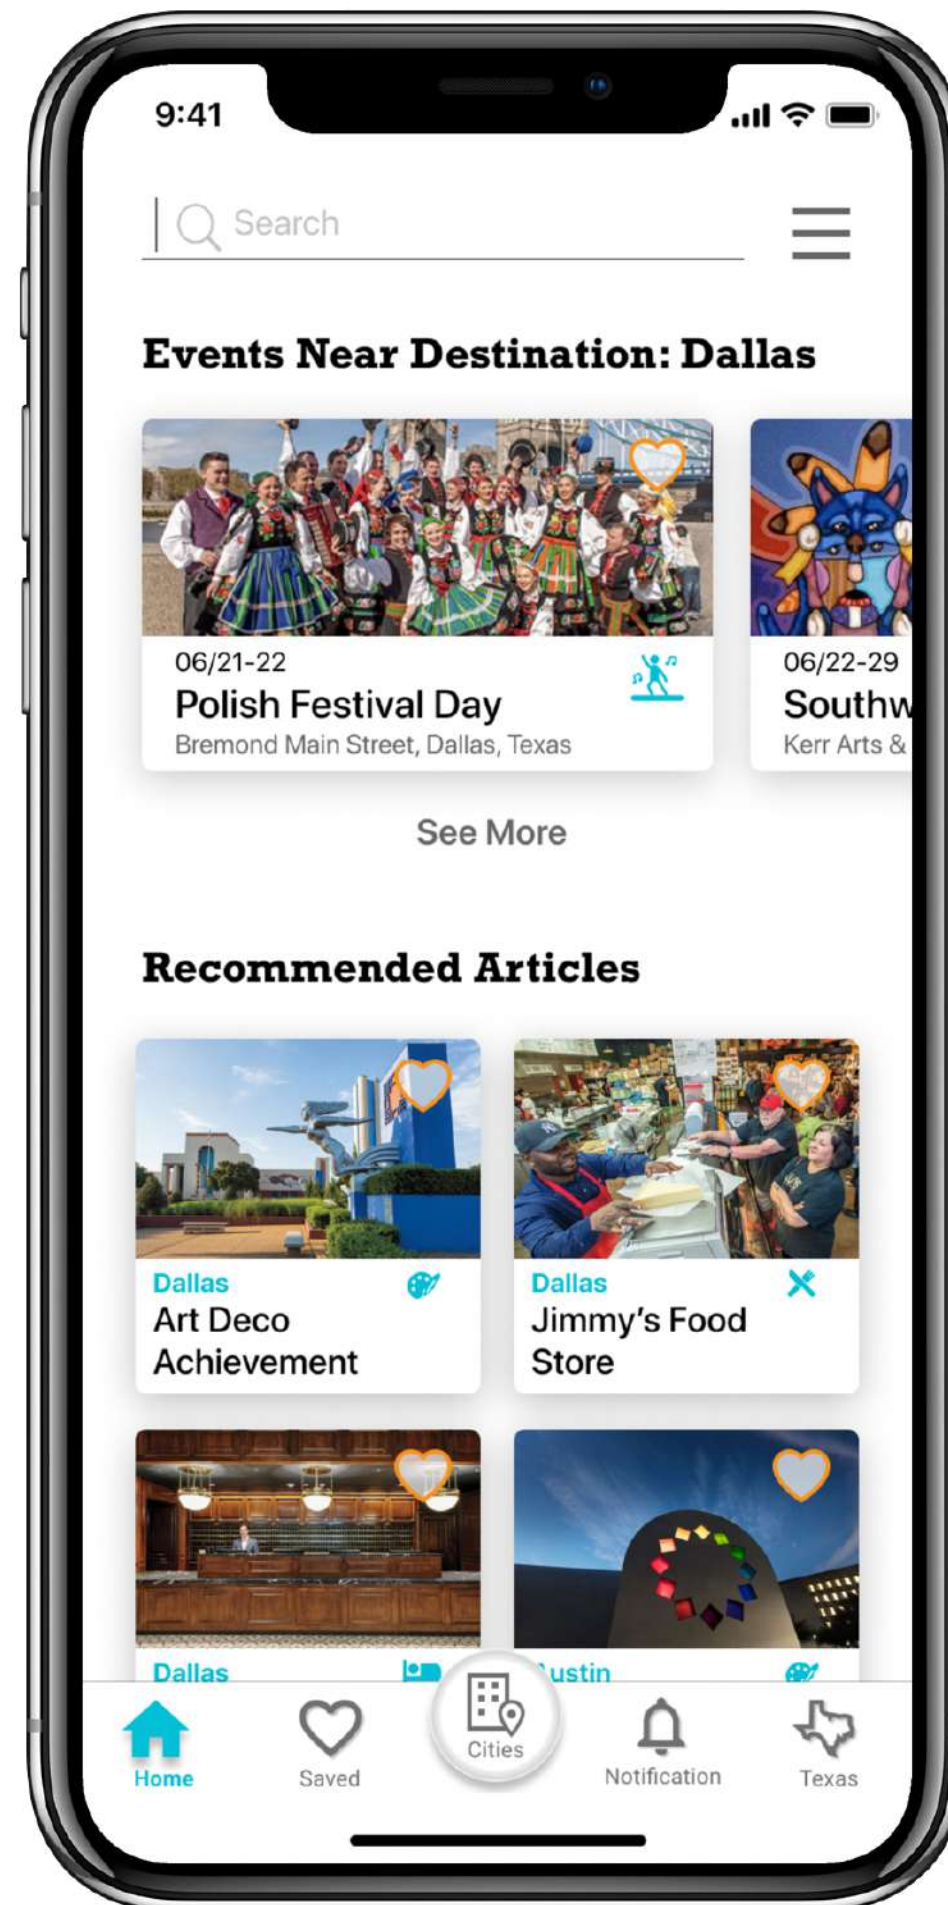 9:41
Search
Events Near Destination: Dallas
06/21-22
Polish Festival Day
Bremond Main Street, Dallas, Texas
06/22-29
Southw
Kerr Arts &
See More
Recommended Articles
Dallas
Art Deco
Achievement
Dallas
Jimmy's Food
Store
Dallas
ustin
Home
Saved
Cities
Notification
Texas